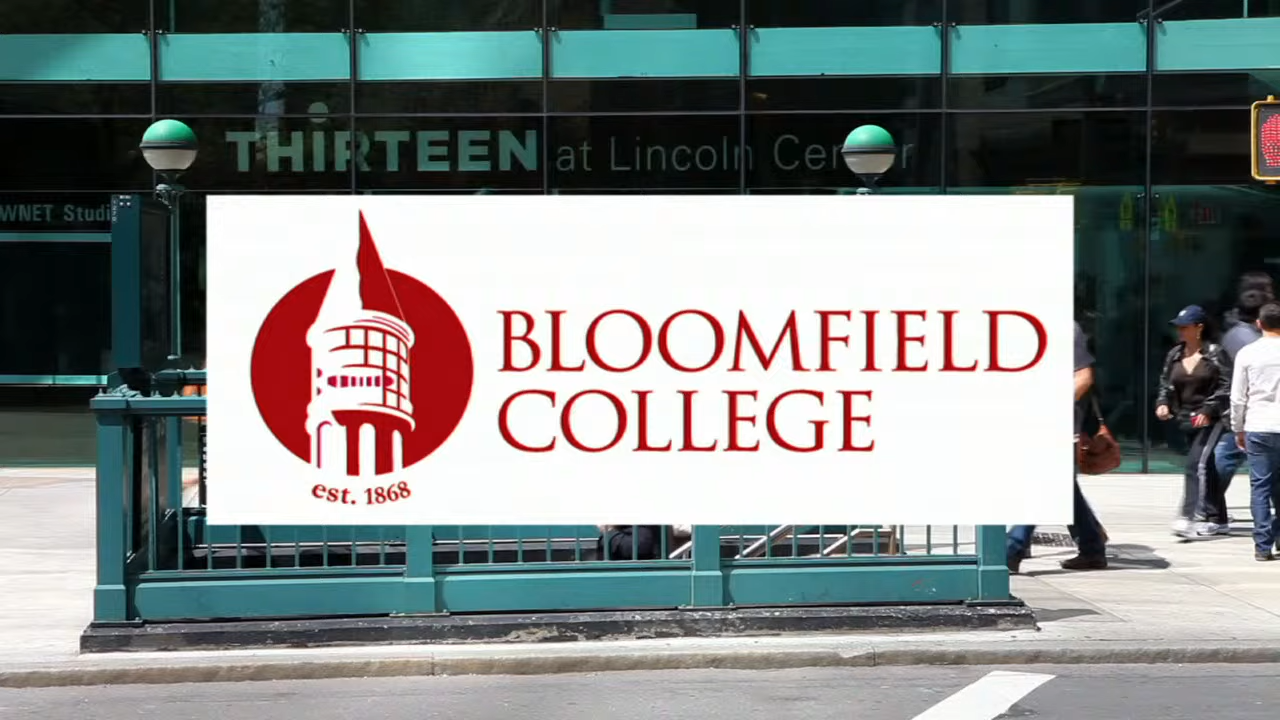 THIRTEEN at Lincoln Center
WNET Studi
BLOOMFIELD
COLLEGE
est. 1868